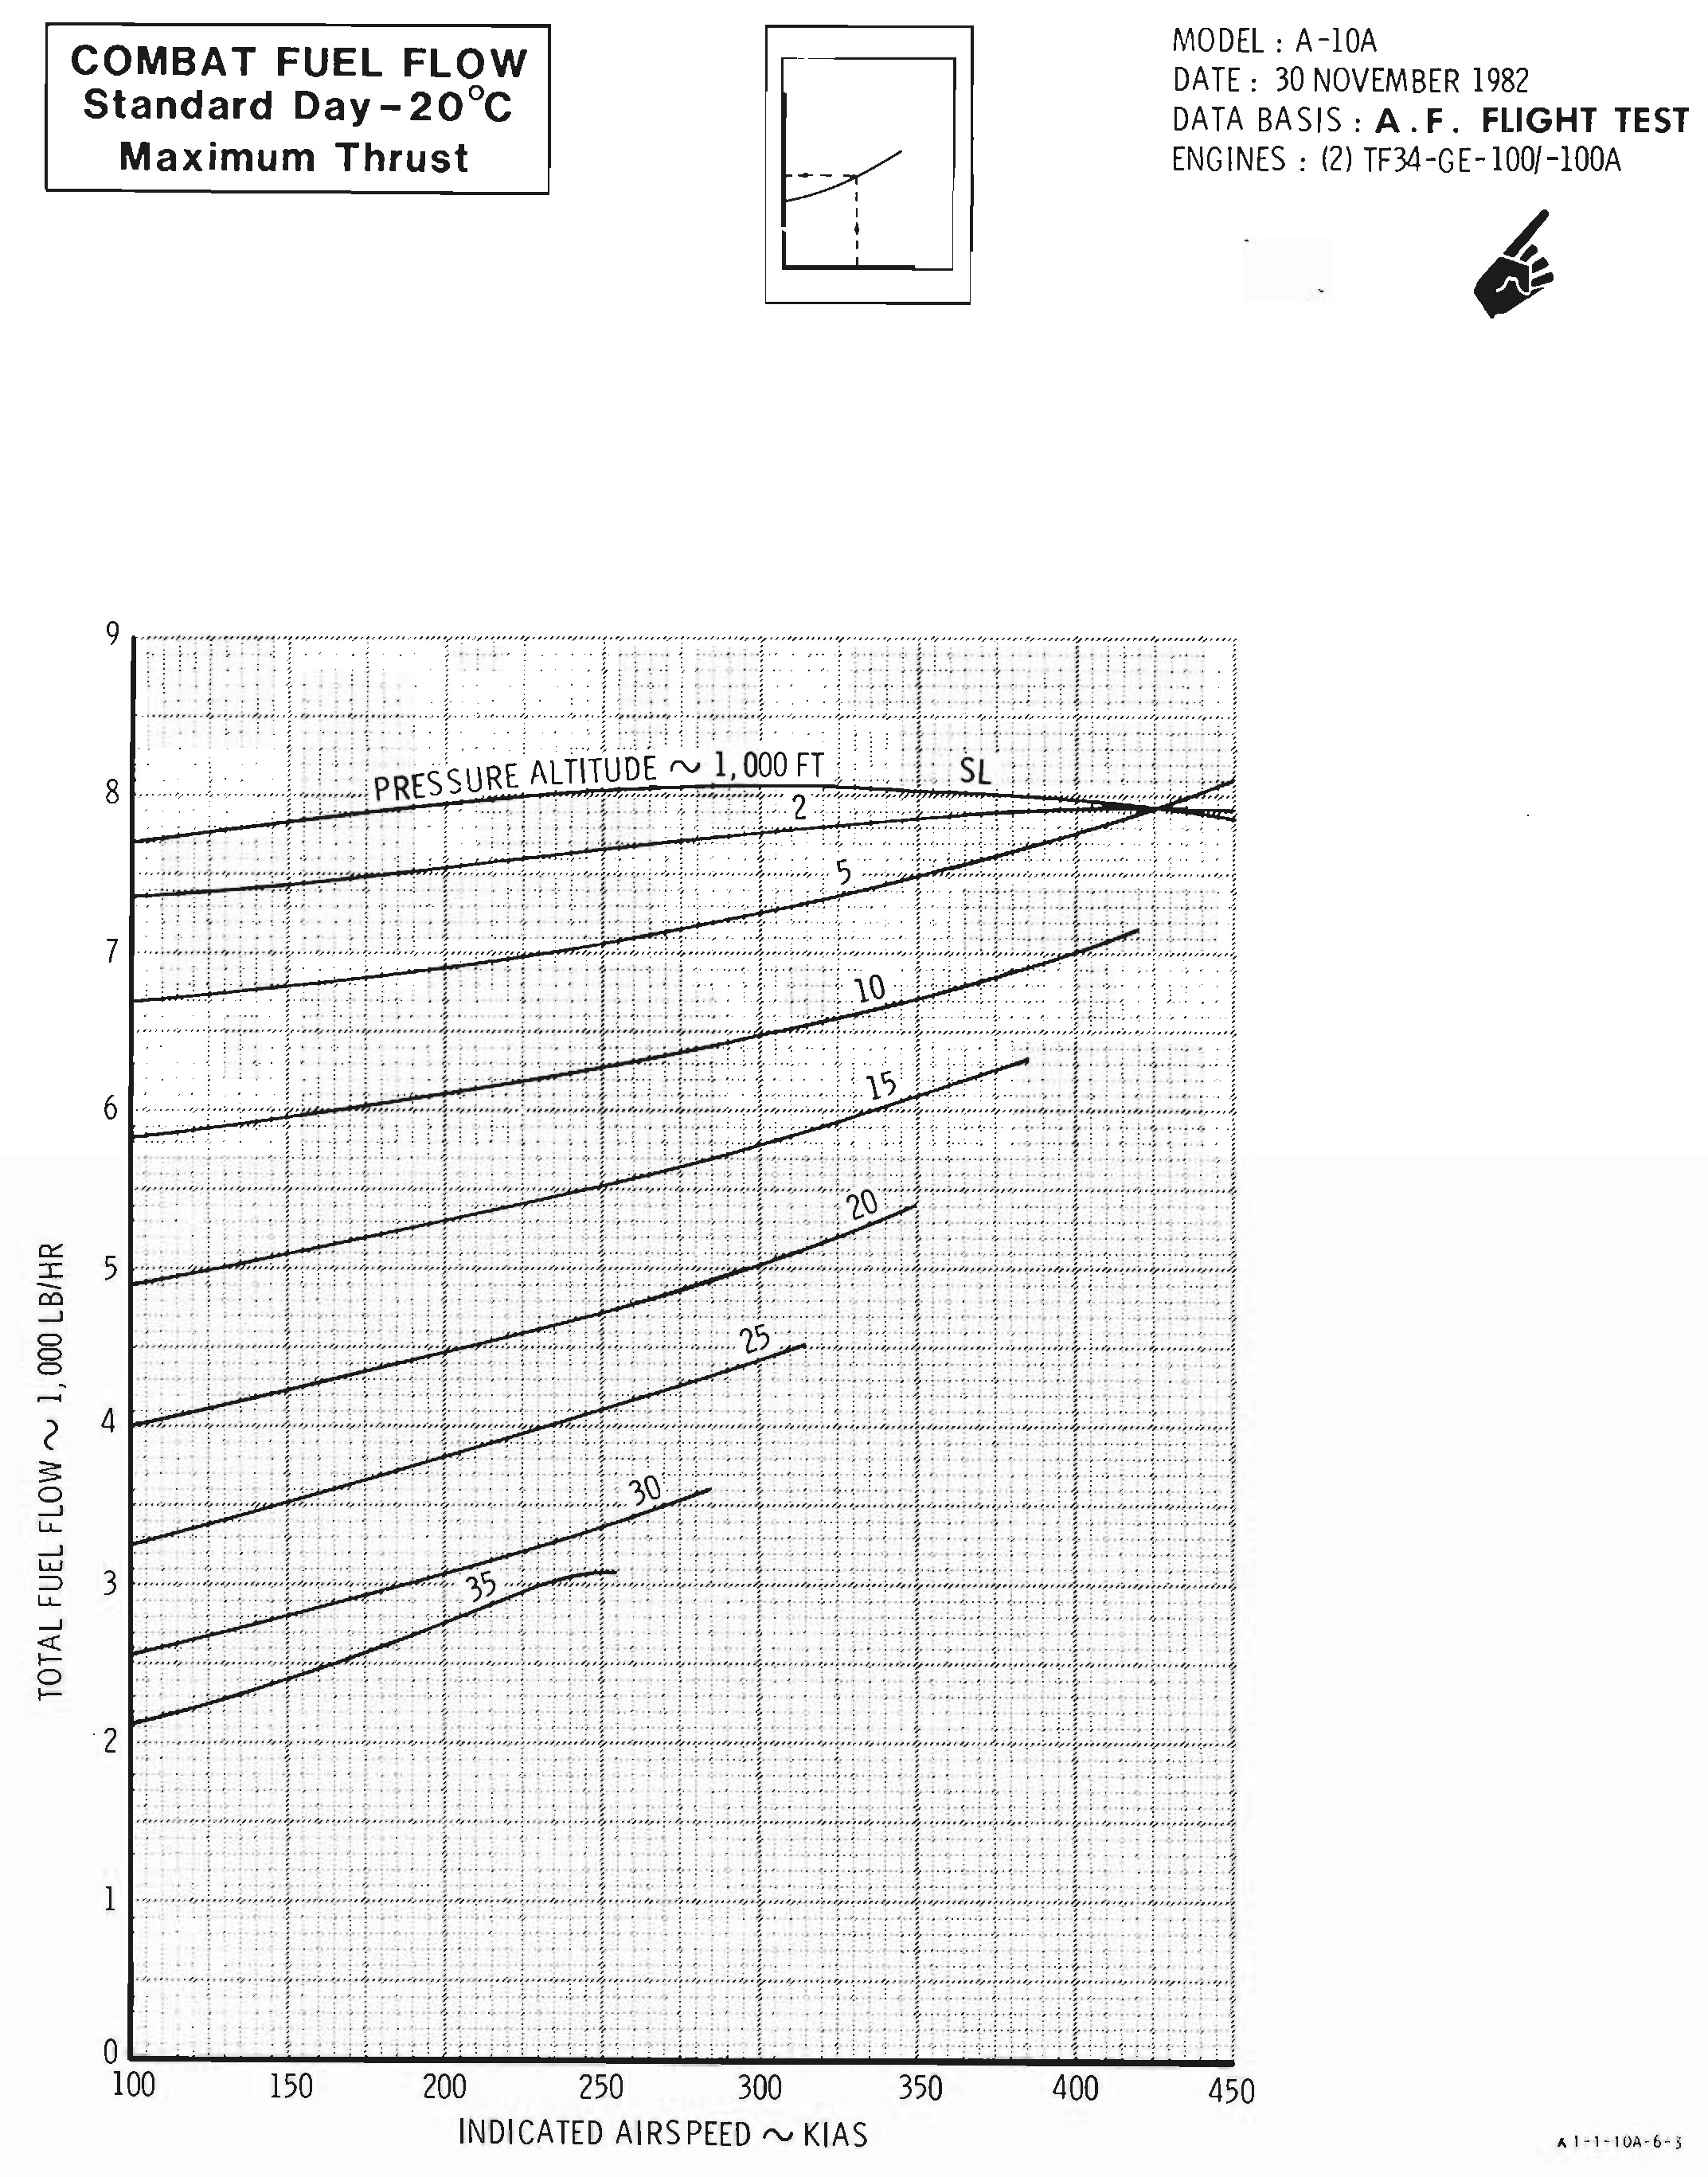 COMBAT FUEL FLOW
Standard Day-20°C
Maximum Thrust
MODEL : A-10A
DATE : 30 NOVEMBER 1982
DATA BASIS : A.F. FLIGHT TEST
ENGINES : (2) TF34-GE-100/-100A
9
8
7
6
5
4
3
2
1
0
TOTAL FUEL FLOW ~ 1,000 LB/HR
PRESSURE ALTITUDE ~ 1,000 FT
SL
2
5
10
15
20
25
30
35
100 150 200 250 300 350 400 450
INDICATED AIRSPEED ~ KIAS
A 1-1-10A-6-3